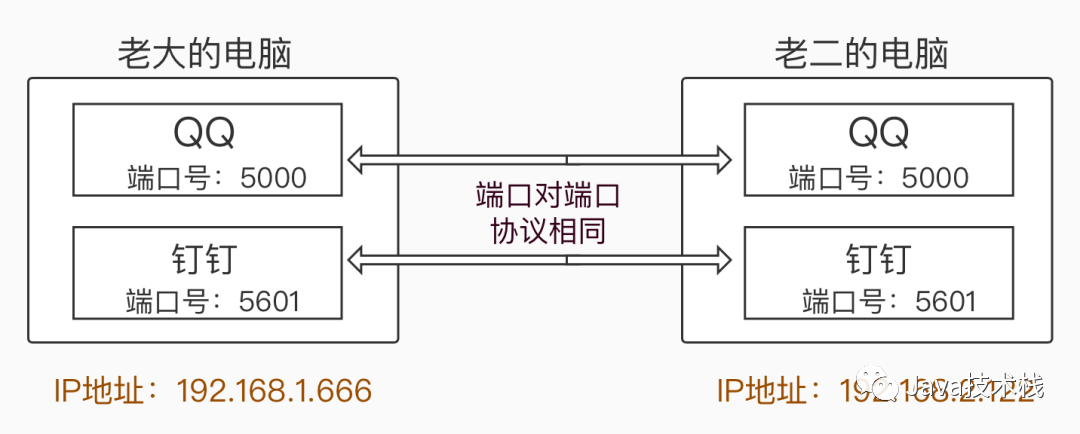 老大的电脑
老二的电脑
QQ
端口号：5000
QQ
端口号：5000
端口对端口
协议相同
钉钉
端口号：5601
钉钉
端口号：5601
IP地址：192.168.1.666
IP地址：192.168.2.122
Java技术栈